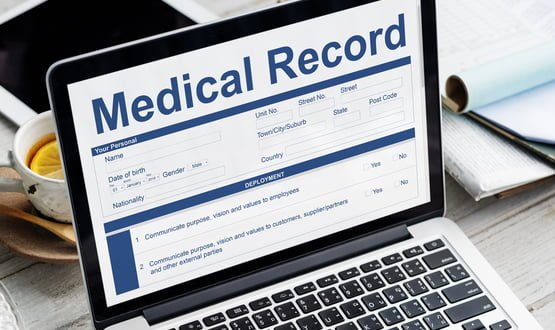 Medical Record
Your Personal
Name
Unit No. Street No. Street
Town/City/Suburb State Post Code
Date of birth Gender Male
01 January
Country
Nationality
DEPLOYMENT
1 Communicate purpose, vision and values to employees Yes No
2 Communicate purpose, vision and values to customers, supplier/partners Yes No
and other external parties